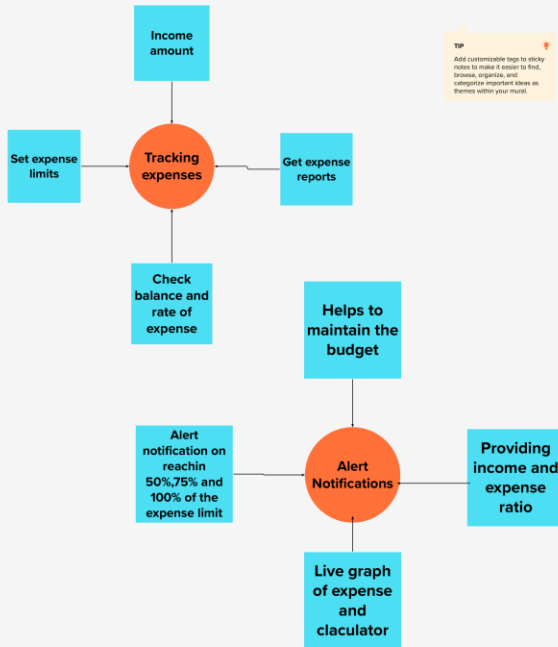 Income
amount
TIP
Add customizable tags to sticky
notes to make it easier to find,
browse, organize, and
categorize important ideas as
themes within your mural.
Set expense
limits
Tracking
expenses
Get expense
reports
Check
balance and
rate of
expense
Helps to
maintain the
budget
Alert
notification on
reachin
50%,75% and
100% of the
expense limit
Alert
Notifications
Providing
income and
expense
ratio
Live graph
of expense
and
claculator